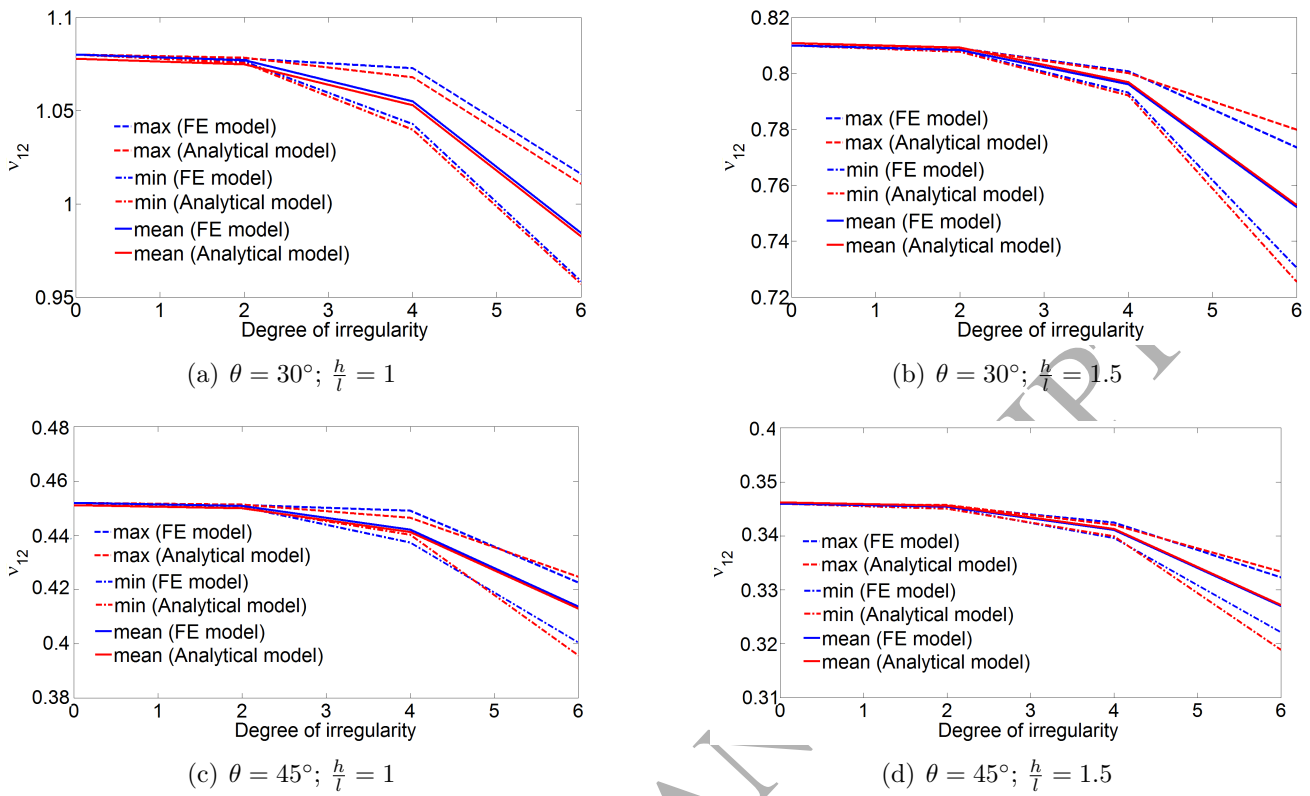 1.1
1.05
1
0.95
ν12
max (FE model)
max (Analytical model)
min (FE model)
min (Analytical model)
mean (FE model)
mean (Analytical model)
0 1 2 3 4 5 6
Degree of irregularity
(a) θ = 30°; h/l = 1
0.82
0.8
0.78
0.76
0.74
0.72
ν12
max (FE model)
max (Analytical model)
min (FE model)
min (Analytical model)
mean (FE model)
mean (Analytical model)
0 1 2 3 4 5 6
Degree of irregularity
(b) θ = 30°; h/l = 1.5
0.48
0.46
0.44
0.42
0.4
0.38
ν12
max (FE model)
max (Analytical model)
min (FE model)
min (Analytical model)
mean (FE model)
mean (Analytical model)
0 1 2 3 4 5 6
Degree of irregularity
(c) θ = 45°; h/l = 1
0.4
0.35
0.34
0.33
0.32
0.31
ν12
max (FE model)
max (Analytical model)
min (FE model)
min (Analytical model)
mean (FE model)
mean (Analytical model)
0 1 2 3 4 5 6
Degree of irregularity
(d) θ = 45°; h/l = 1.5